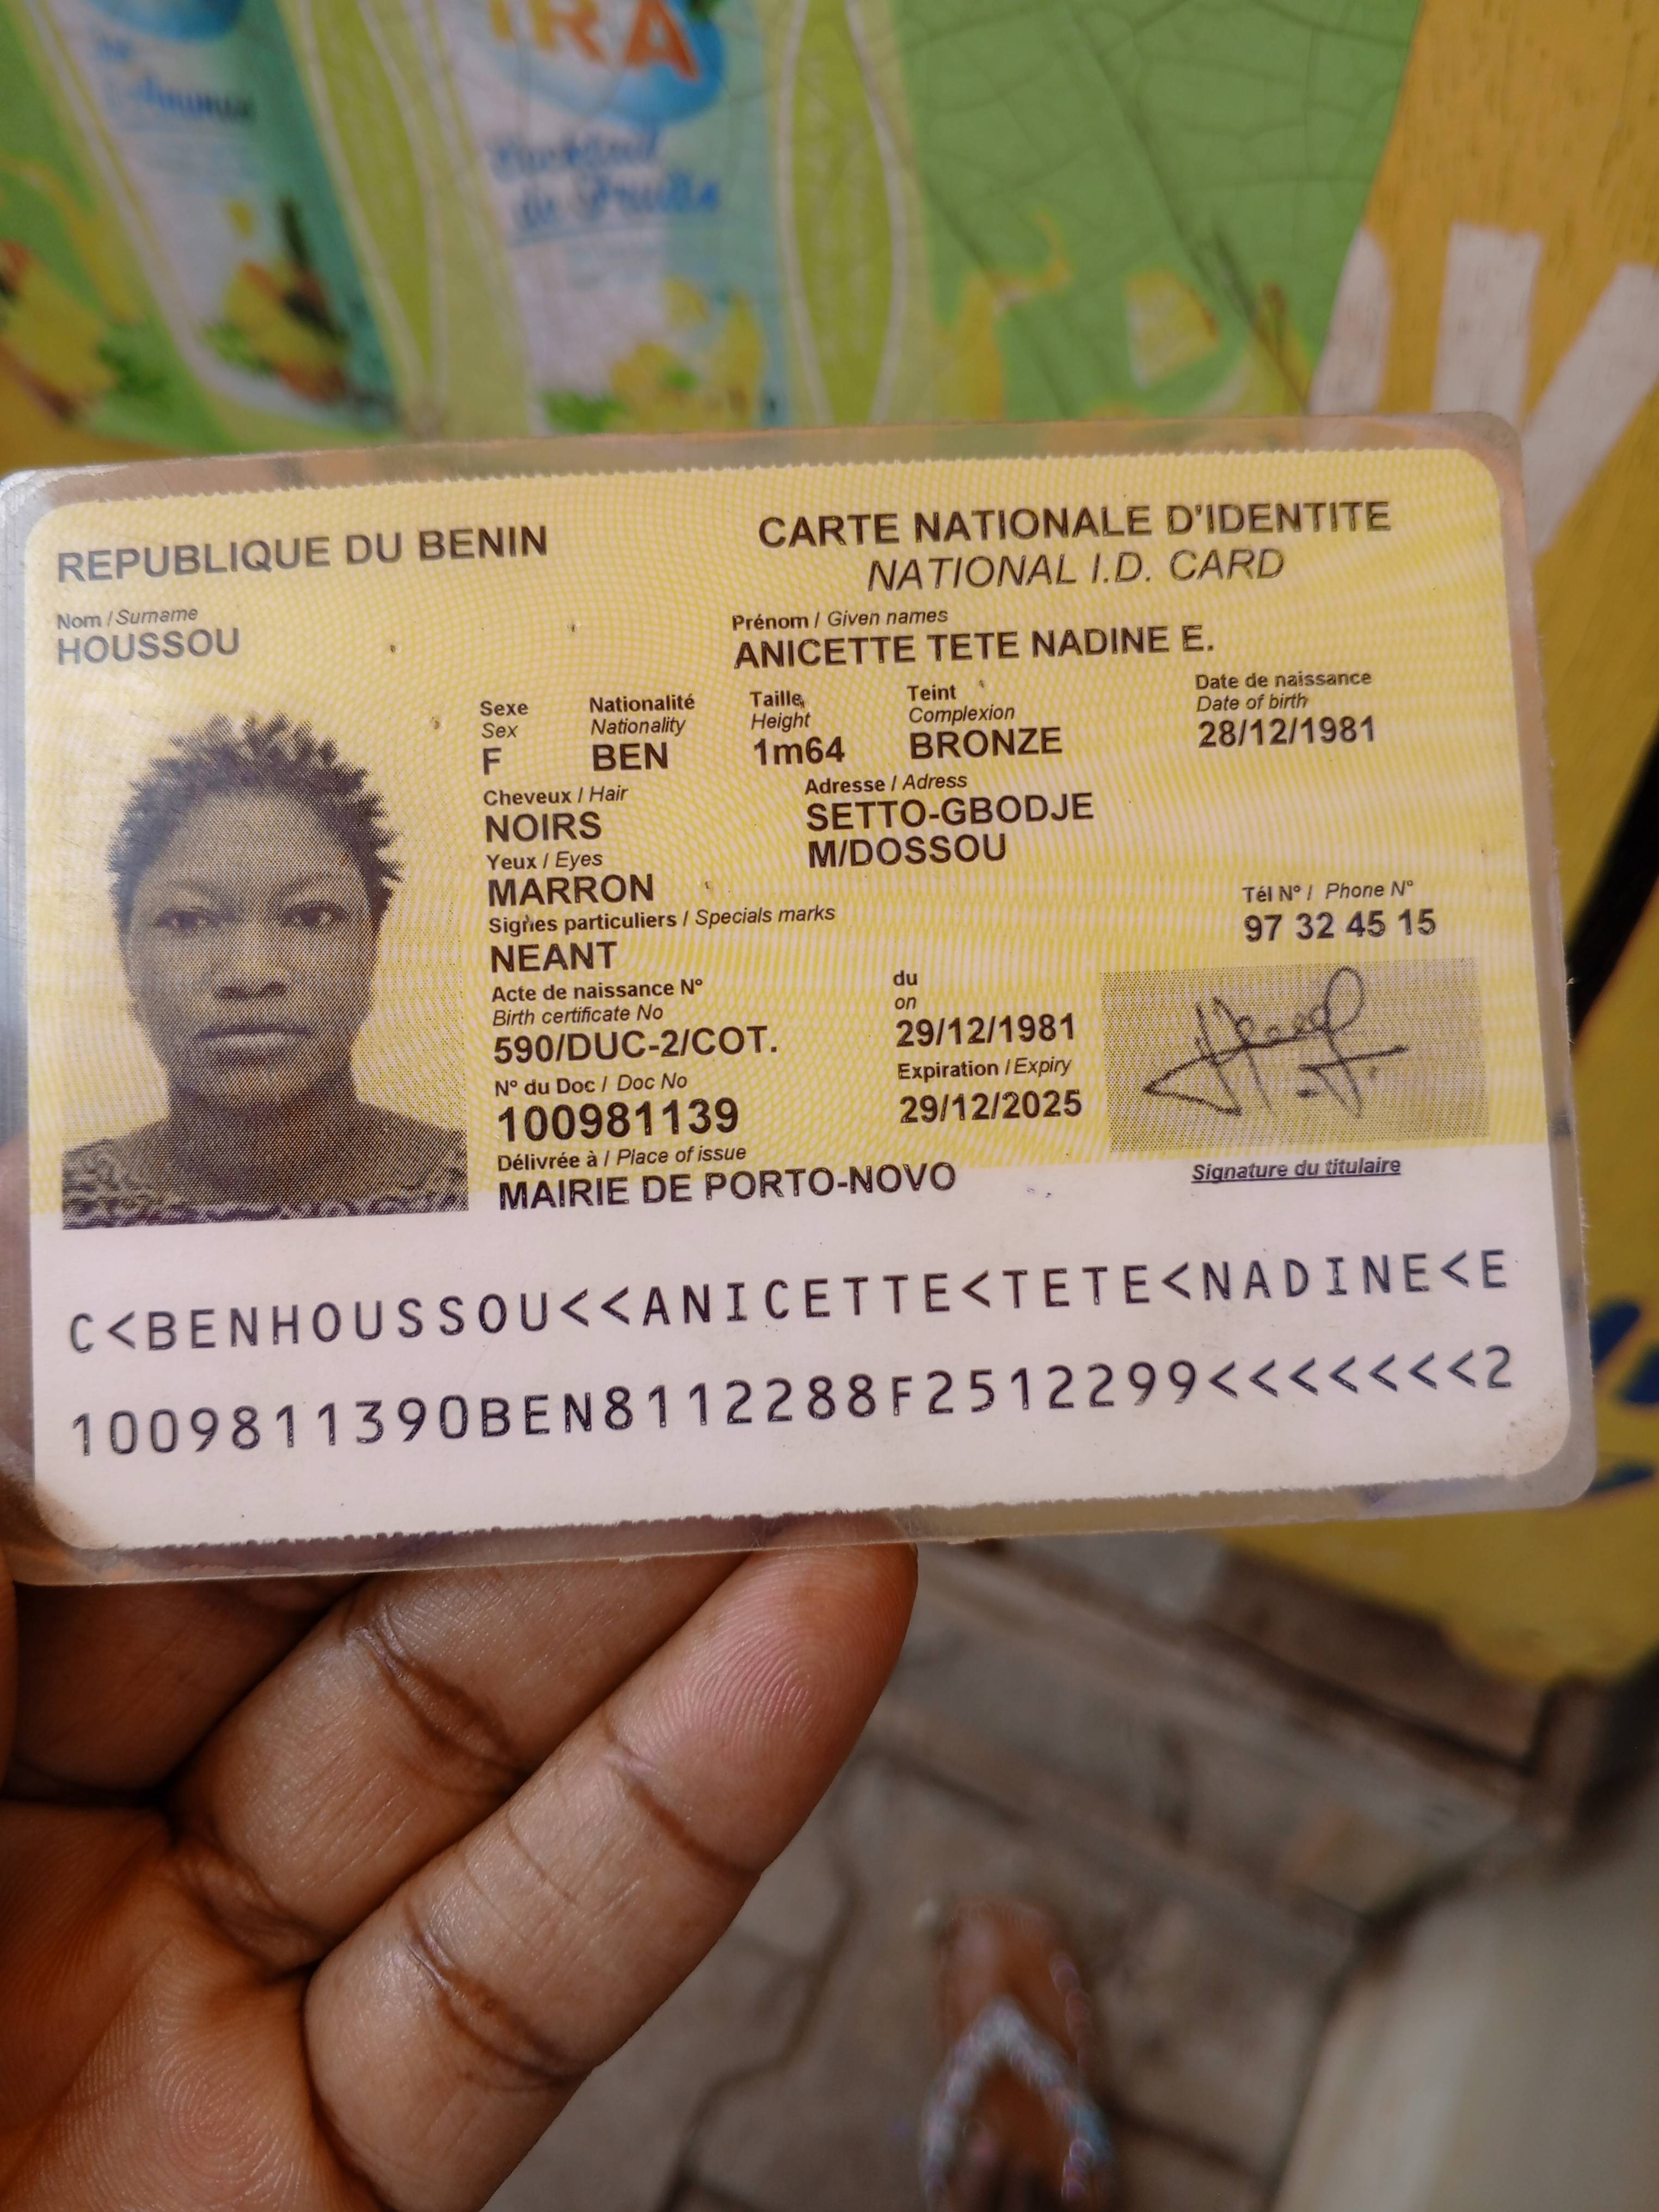 IRA
Cocktail
de Fruits
REPUBLIQUE DU BENIN
CARTE NATIONALE D'IDENTITE
NATIONAL I.D. CARD
Nom / Surname
HOUSSOU
Prénom / Given names
ANICETTE TETE NADINE E.
Sexe
Sex
F
Nationalité
Nationality
BEN
Taille
Height
1m64
Teint
Complexion
BRONZE
Date de naissance
Date of birth
28/12/1981
Cheveux / Hair
NOIRS
Adresse / Adress
SETTO-GBODJE
M/DOSSOU
Yeux / Eyes
MARRON
Tél N° / Phone N°
97 32 45 15
Signes particuliers / Specials marks
NEANT
Acte de naissance N°
Birth certificate No
590/DUC-2/COT.
du
on
29/12/1981
N° du Doc / Doc No
100981139
Expiration / Expiry
29/12/2025
Délivrée à / Place of issue
MAIRIE DE PORTO-NOVO
Signature du titulaire
C<BENHOUSSOU<<ANICETTE<TETE<NADINE<E
1009811390BEN8112288F2512299<<<<<<<2